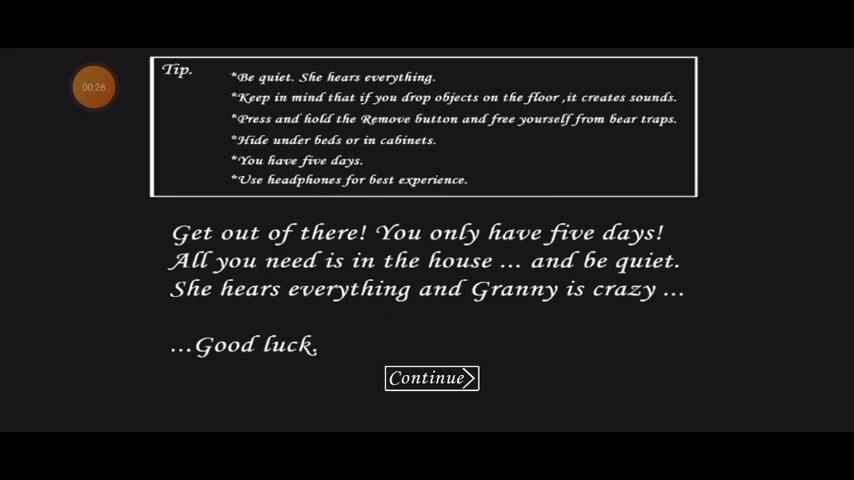 00:26
Tip.
*Be quiet. She hears everything.
*Keep in mind that if you drop objects on the floor ,it creates sounds.
*Press and hold the Remove button and free yourself from bear traps.
*Hide under beds or in cabinets.
*You have five days.
*Use headphones for best experience.
Get out of there! You only have five days!
All you need is in the house ... and be quiet.
She hears everything and Granny is crazy ...
...Good luck.
Continue